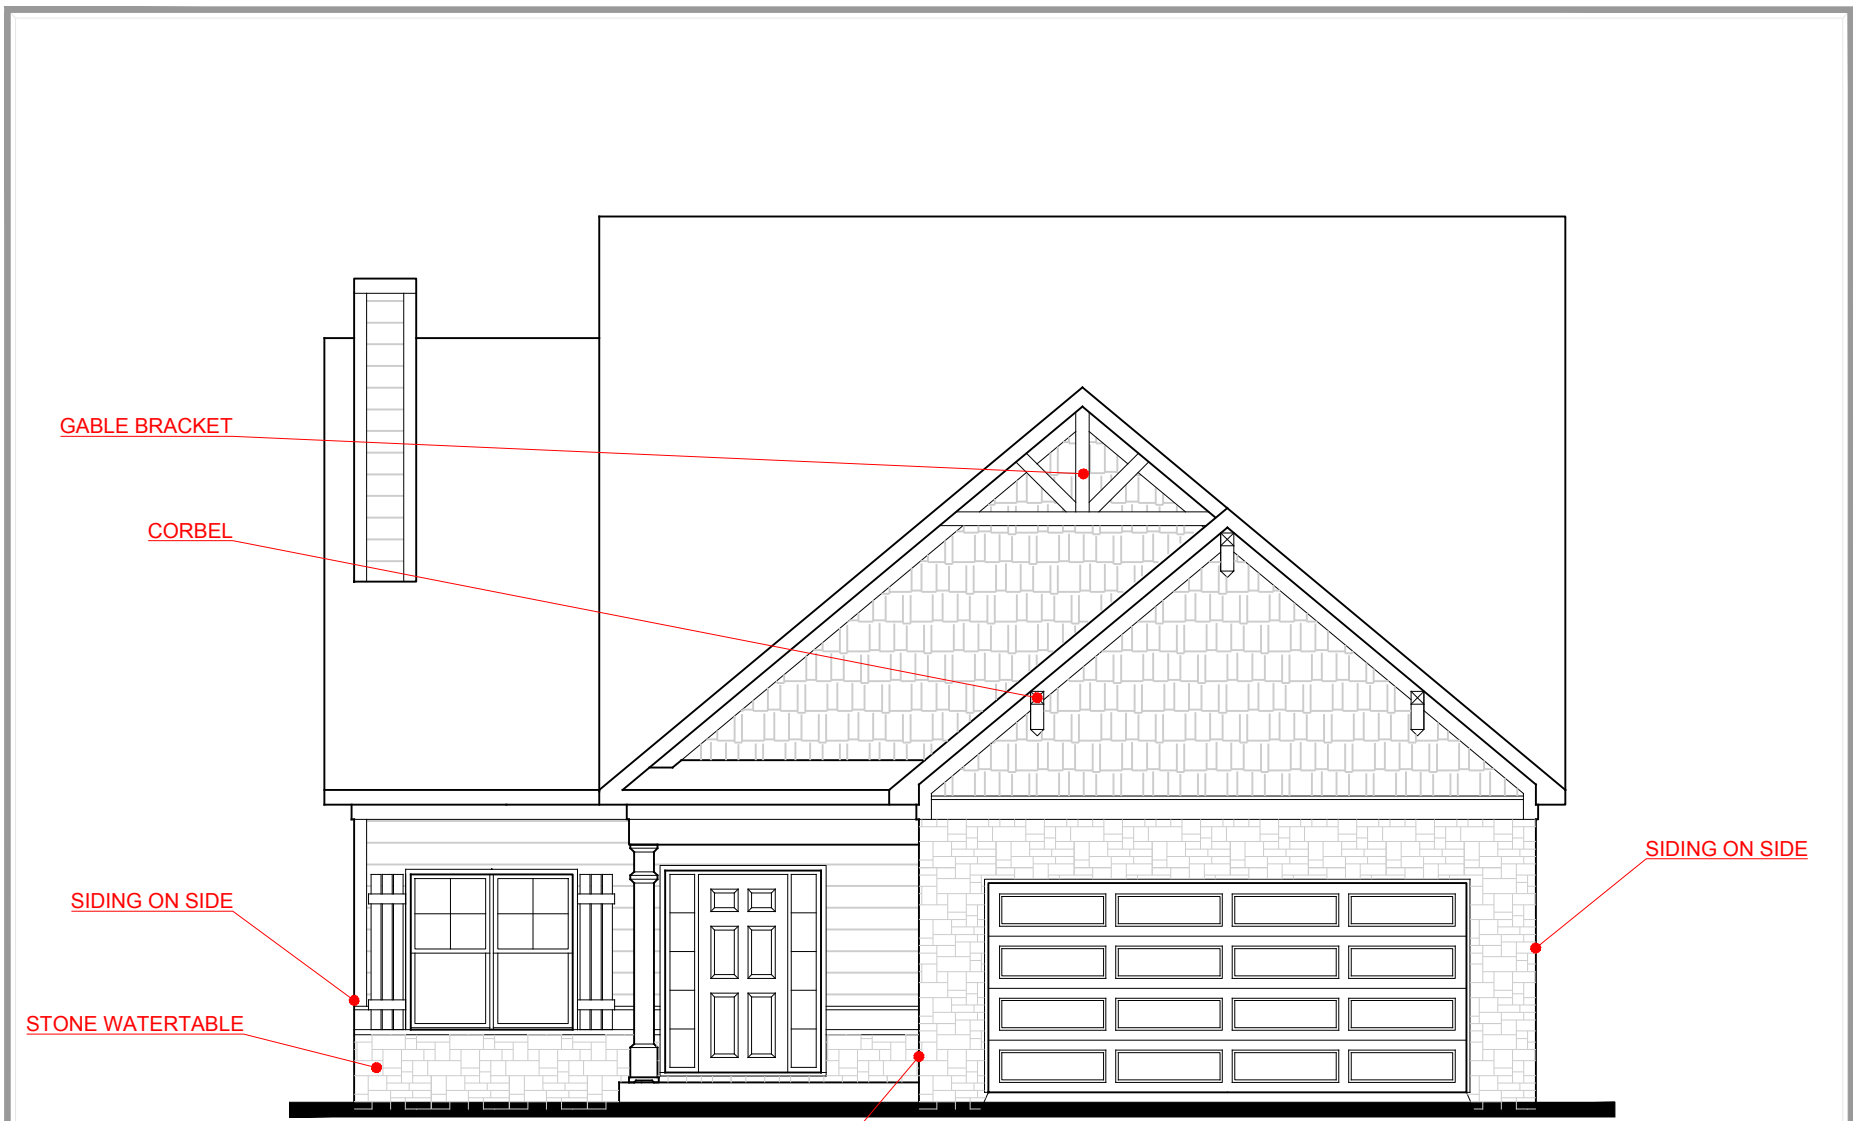 GABLE BRACKET
CORBEL
SIDING ON SIDE
SIDING ON SIDE
STONE WATERTABLE